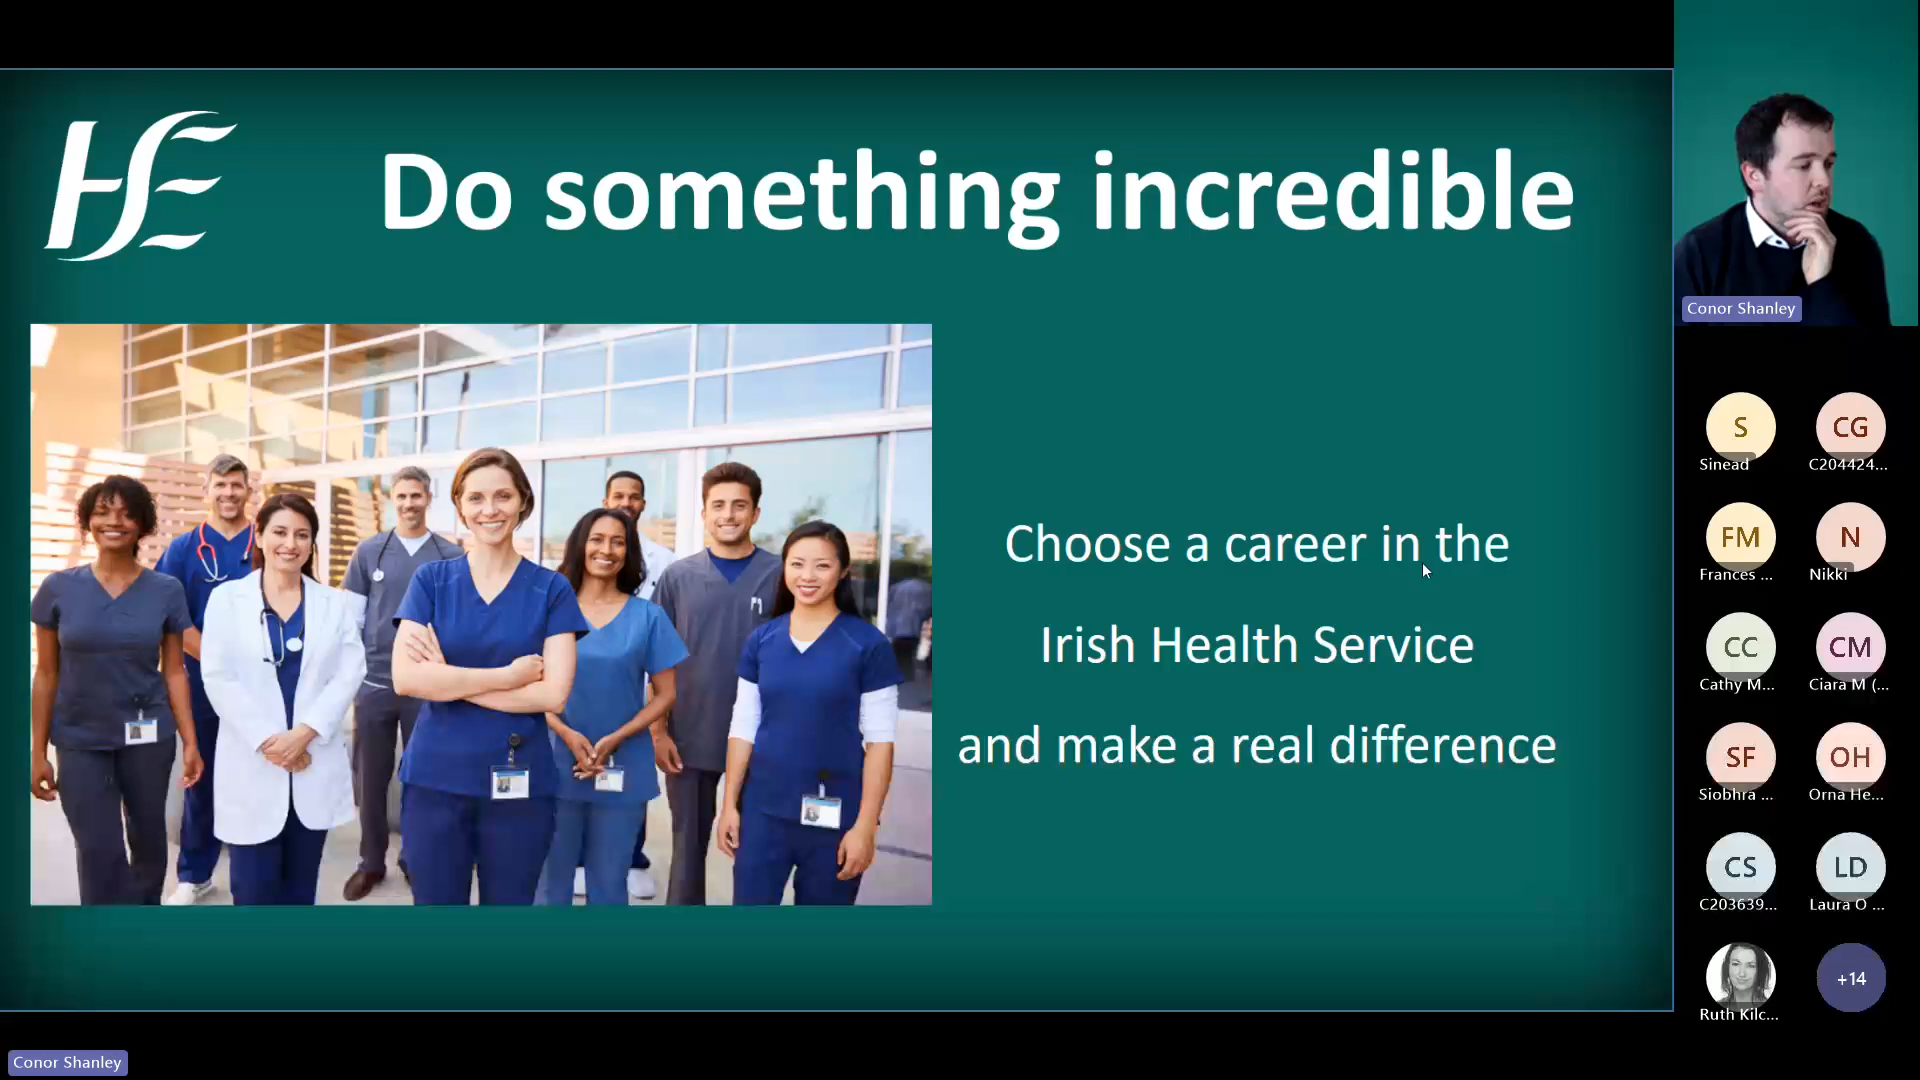 HSE
Do something incredible
Choose a career in the
Irish Health Service
and make a real difference
Conor Shanley
S
Sinead
CG
C204424...
FM
Frances ...
N
Nikki
CC
Cathy M...
CM
Ciara M (...
SF
Siobhra ...
OH
Orna He...
CS
C203639...
LD
Laura O ...
Ruth Kilc...
+14
Conor Shanley